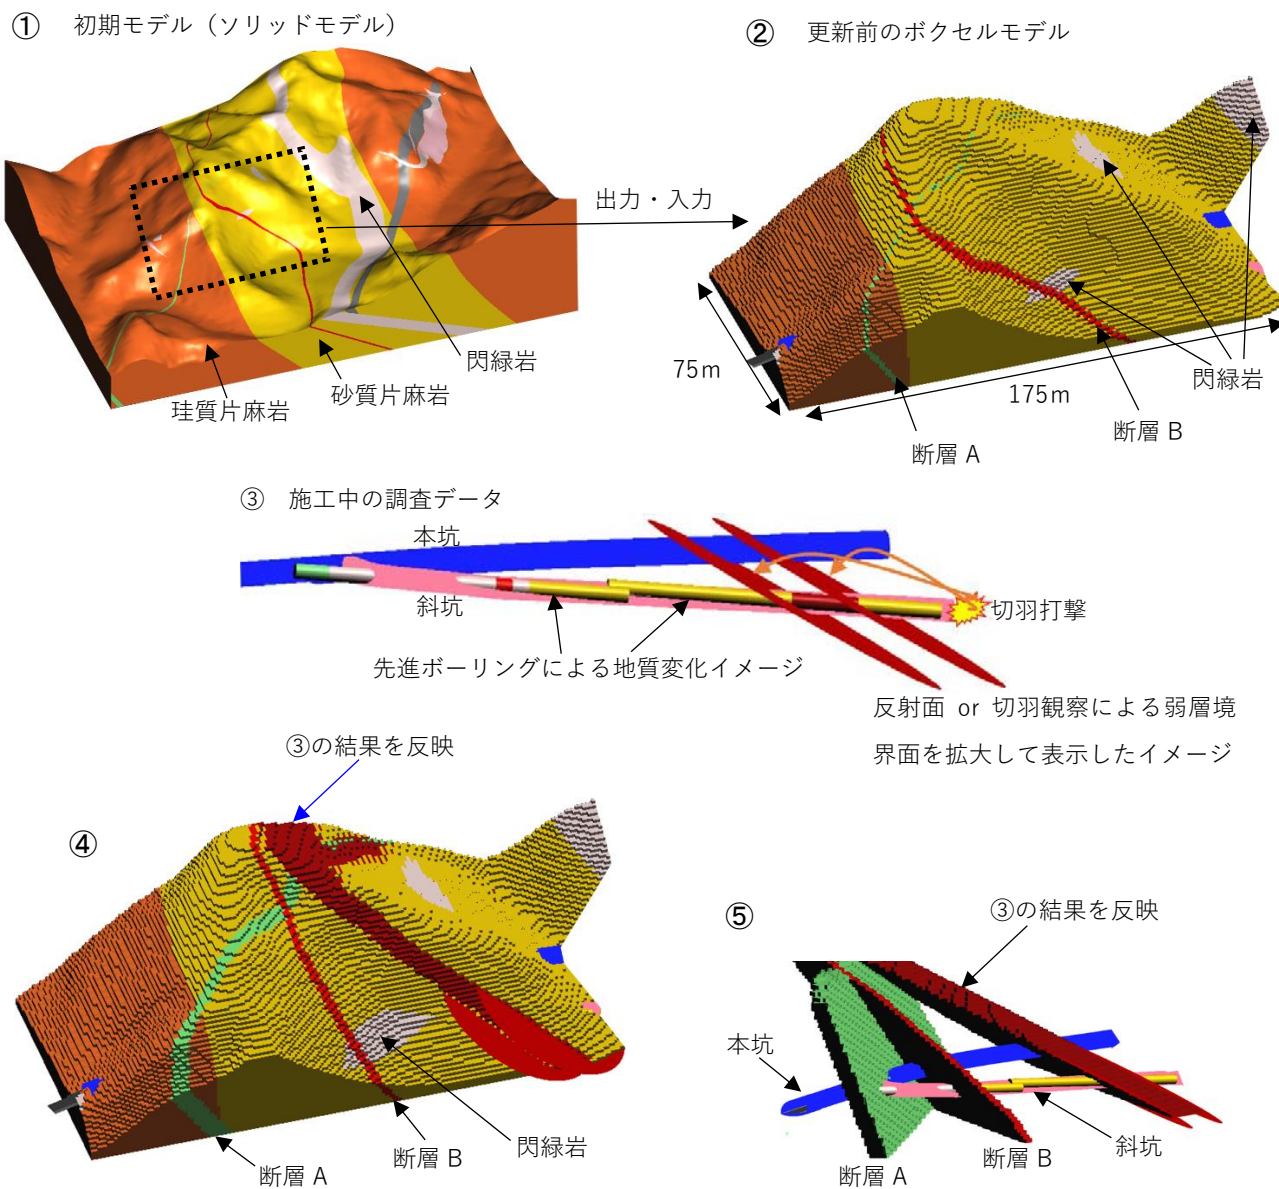 ① 初期モデル（ソリッドモデル）
② 更新前のボクセルモデル
出力・入力
閃緑岩
砂質片麻岩
珪質片麻岩
75m
175m
閃緑岩
断層 B
断層 A
③ 施工中の調査データ
本坑
斜坑
切羽打撃
先進ボーリングによる地質変化イメージ
反射面 or 切羽観察による弱層境
界面を拡大して表示したイメージ
③の結果を反映
④
閃緑岩
断層 B
断層 A
⑤
③の結果を反映
本坑
斜坑
断層 A
断層 B